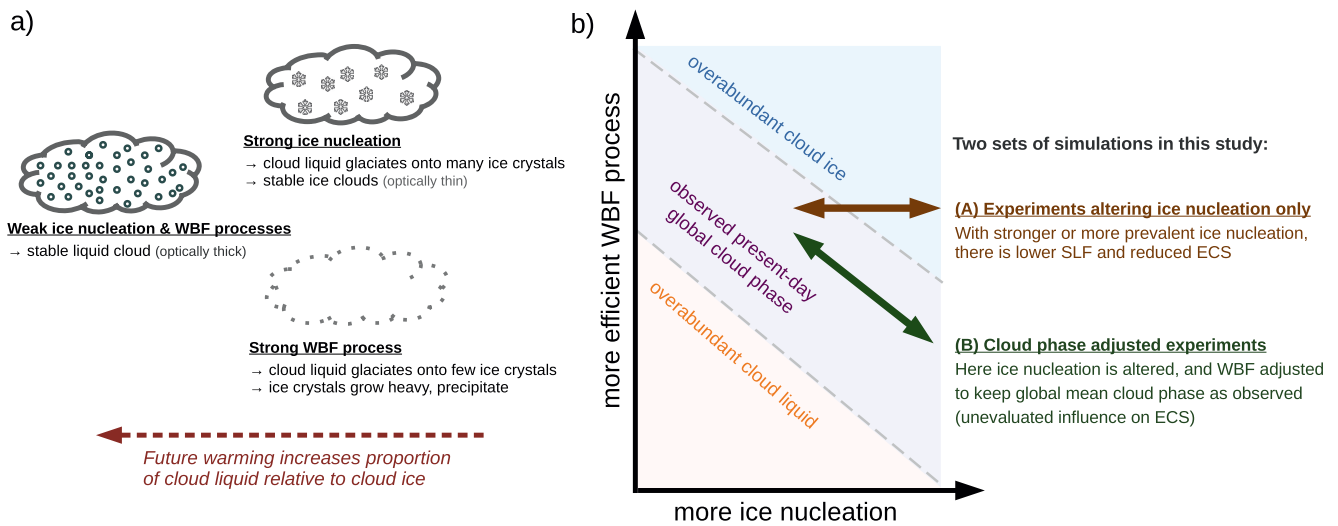 a)
Strong ice nucleation
→ cloud liquid glaciates onto many ice crystals
→ stable ice clouds (optically thin)
Weak ice nucleation & WBF processes
→ stable liquid cloud (optically thick)
Strong WBF process
→ cloud liquid glaciates onto few ice crystals
→ ice crystals grow heavy, precipitate
Future warming increases proportion
of cloud liquid relative to cloud ice
b)
more efficient WBF process
overabundant cloud ice
observed present-day
global cloud phase
overabundant cloud liquid
more ice nucleation
Two sets of simulations in this study:
(A) Experiments altering ice nucleation only
With stronger or more prevalent ice nucleation,
there is lower SLF and reduced ECS
(B) Cloud phase adjusted experiments
Here ice nucleation is altered, and WBF adjusted
to keep global mean cloud phase as observed
(unevaluated influence on ECS)